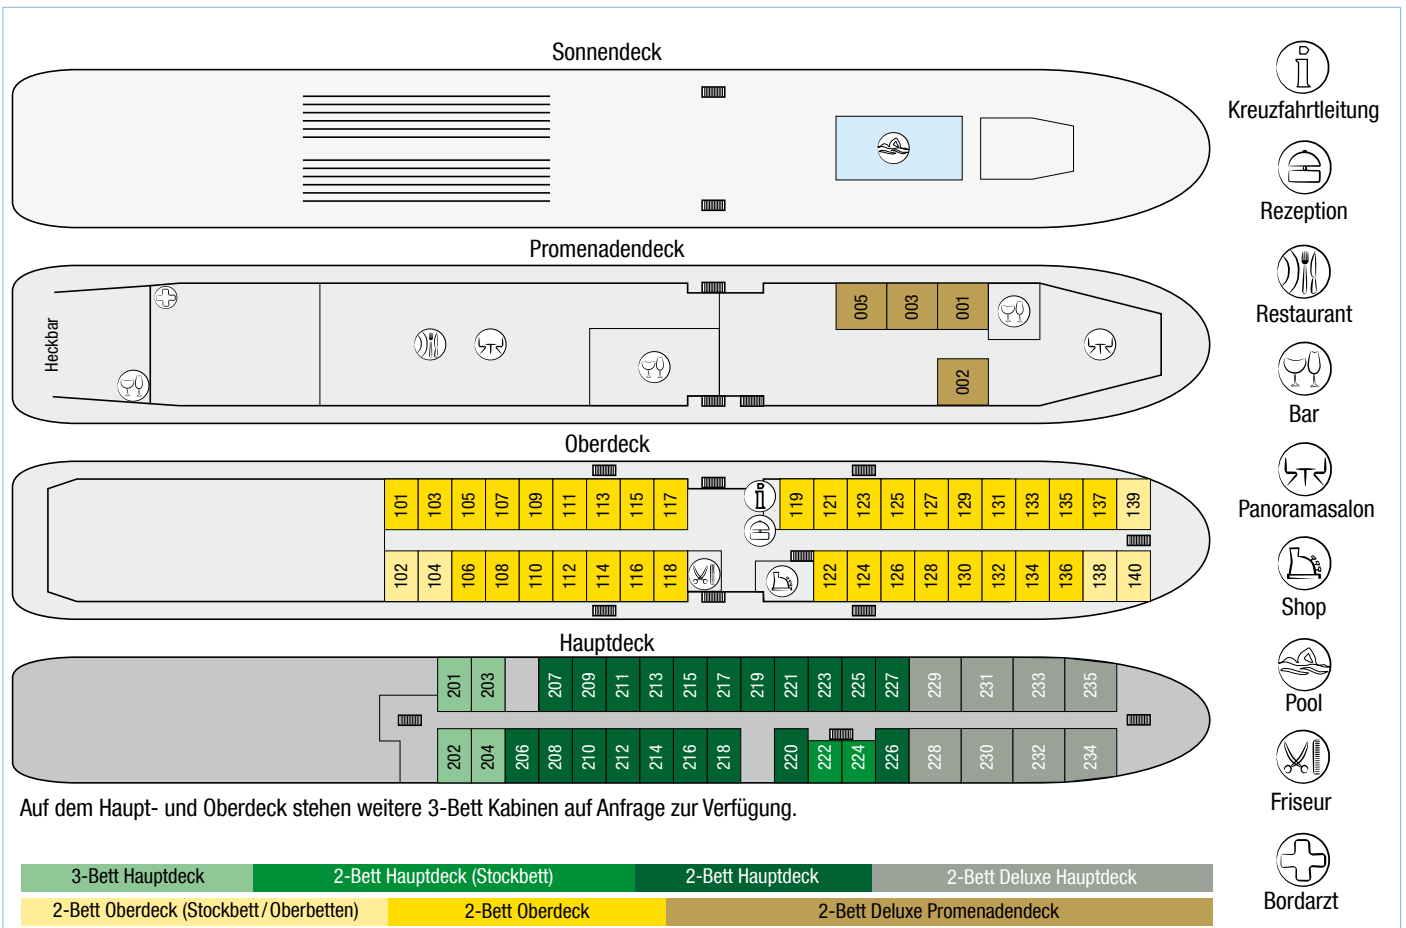 Sonnendeck
Promenadendeck
Heckbar
005 003 001
002
Oberdeck
101 103 105 107 109 111 113 115 117 119 121 123 125 127 129 131 133 135 137 139
102 104 106 108 110 112 114 116 118 122 124 126 128 130 132 134 136 138 140
Hauptdeck
201 203 207 209 211 213 215 217 219 221 223 225 227 229 231 233 235
202 204 206 208 210 212 214 216 218 220 222 224 226 228 230 232 234
Auf dem Haupt- und Oberdeck stehen weitere 3-Bett Kabinen auf Anfrage zur Verfügung.
3-Bett Hauptdeck 2-Bett Hauptdeck (Stockbett) 2-Bett Hauptdeck 2-Bett Deluxe Hauptdeck
2-Bett Oberdeck (Stockbett/Oberbetten) 2-Bett Oberdeck 2-Bett Deluxe Promenadendeck
Kreuzfahrtleitung
Rezeption
Restaurant
Bar
Panoramasalon
Shop
Pool
Friseur
Bordarzt